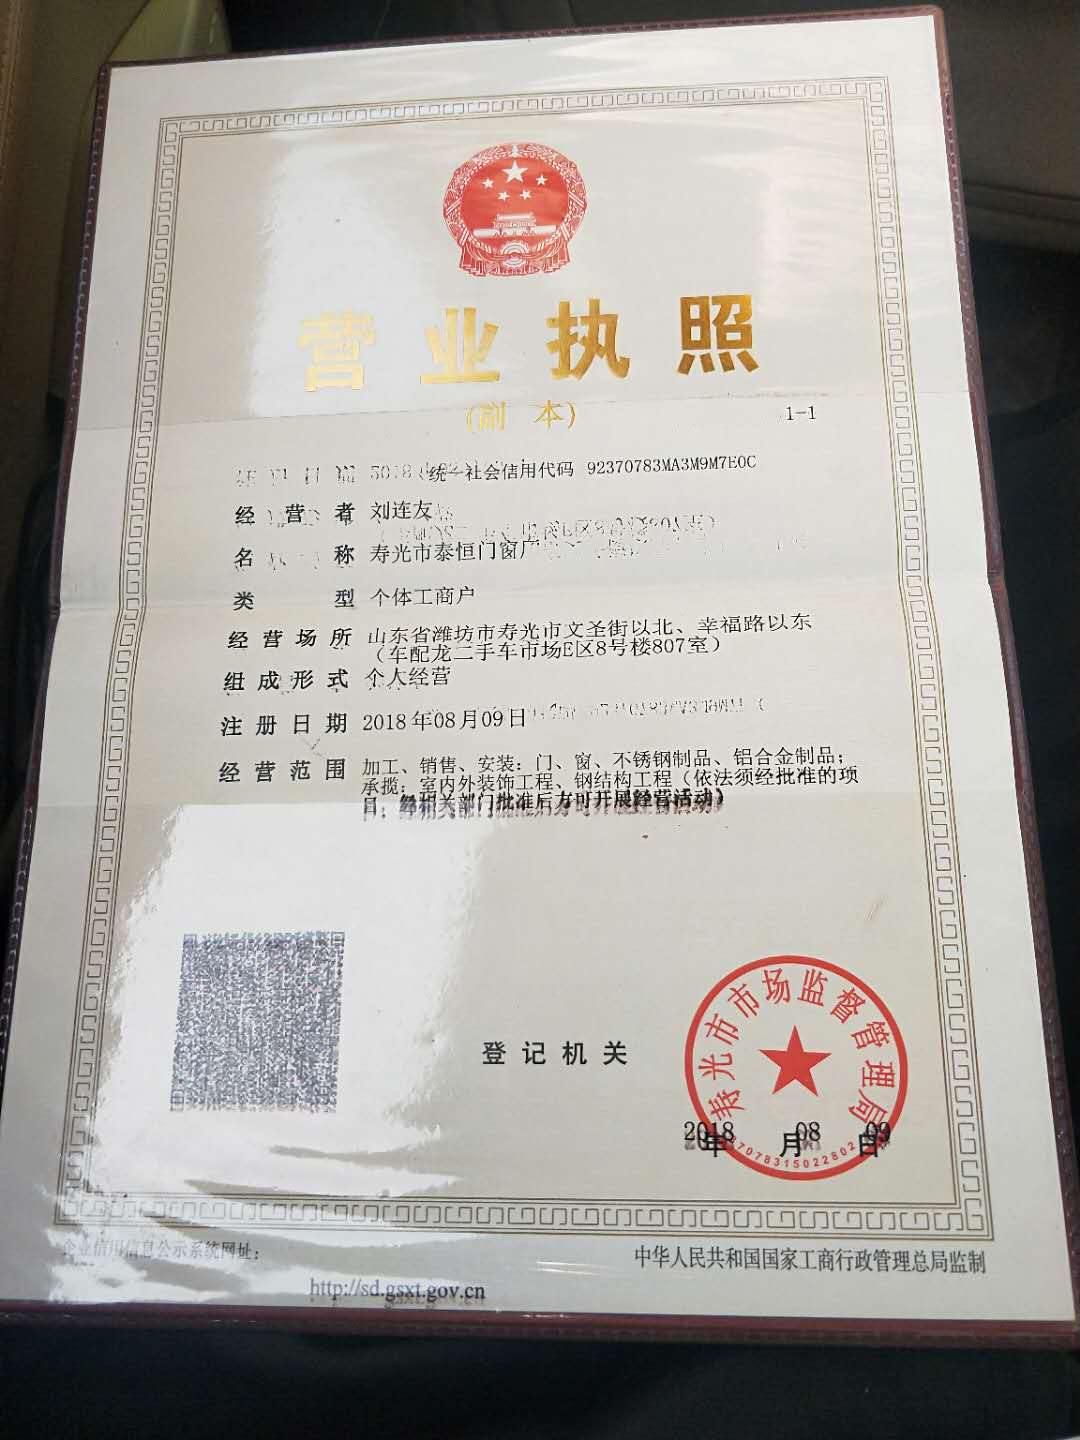 营业执照
(副本)
1-1
统一社会信用代码 92370783MA3M9M7E0C
经营者 刘连友
名称 寿光市泰恒门窗厂
类型 个体工商户
经营场所 山东省潍坊市寿光市文圣街以北、幸福路以东
(车配龙二手车市场E区8号楼807室)
组成形式 个人经营
注册日期 2018年08月09日
经营范围 加工、销售、安装：门、窗、不锈钢制品、铝合金制品；
承揽：室内外装饰工程、钢结构工程（依法须经批准的项
目，经相关部门批准后方可开展经营活动）
登记机关
寿光市市场监督管理局
2018年08月09日
37078315022802
企业信用信息公示系统网址：
http://sd.gsxt.gov.cn
中华人民共和国国家工商行政管理总局监制